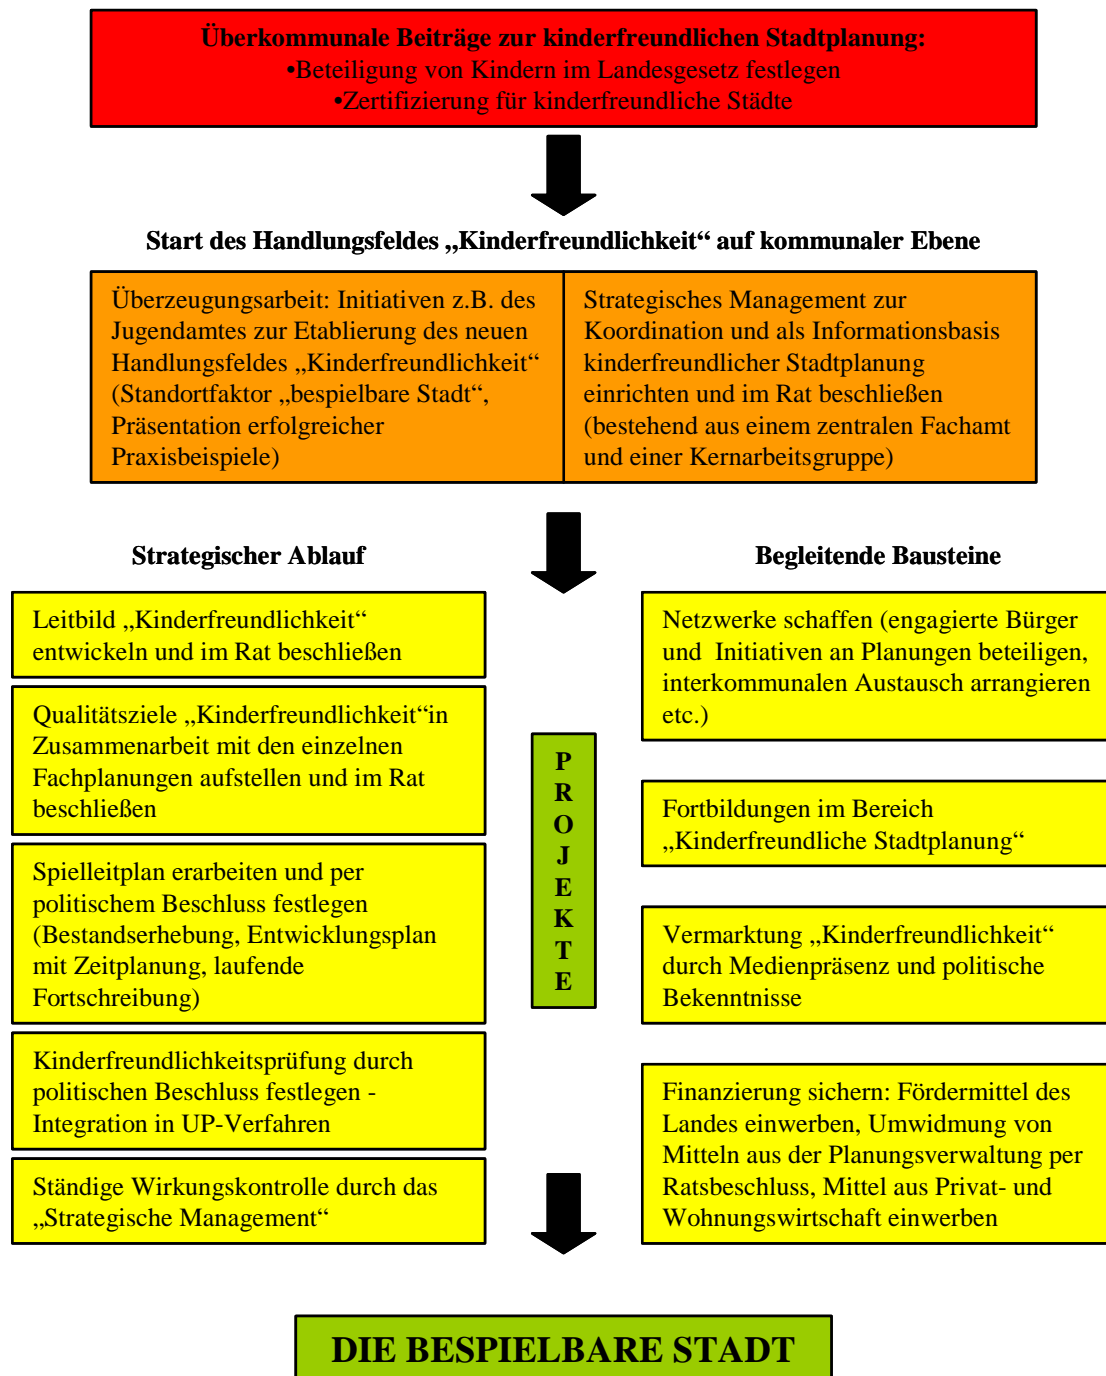 Überkommunale Beiträge zur kinderfreundlichen Stadtplanung:
•Beteiligung von Kindern im Landesgesetz festlegen
•Zertifizierung für kinderfreundliche Städte
Start des Handlungsfeldes „Kinderfreundlichkeit“ auf kommunaler Ebene
Überzeugungsarbeit: Initiativen z.B. des
Jugendamtes zur Etablierung des neuen
Handlungsfeldes „Kinderfreundlichkeit“
(Standortfaktor „bespielbare Stadt“,
Präsentation erfolgreicher
Praxisbeispiele)
Strategisches Management zur
Koordination und als Informationsbasis
kinderfreundlicher Stadtplanung
einrichten und im Rat beschließen
(bestehend aus einem zentralen Fachamt
und einer Kernarbeitsgruppe)
Strategischer Ablauf
Leitbild „Kinderfreundlichkeit“
entwickeln und im Rat beschließen
Qualitätsziele „Kinderfreundlichkeit“in
Zusammenarbeit mit den einzelnen
Fachplanungen aufstellen und im Rat
beschließen
Spielleitplan erarbeiten und per
politischem Beschluss festlegen
(Bestandserhebung, Entwicklungsplan
mit Zeitplanung, laufende
Fortschreibung)
Kinderfreundlichkeitsprüfung durch
politischen Beschluss festlegen -
Integration in UP-Verfahren
Ständige Wirkungskontrolle durch das
„Strategische Management“
P
R
O
J
E
K
T
E
Begleitende Bausteine
Netzwerke schaffen (engagierte Bürger
und  Initiativen an Planungen beteiligen,
interkommunalen Austausch arrangieren
etc.)
Fortbildungen im Bereich
„Kinderfreundliche Stadtplanung“
Vermarktung „Kinderfreundlichkeit“
durch Medienpräsenz und politische
Bekenntnisse
Finanzierung sichern: Fördermittel des
Landes einwerben, Umwidmung von
Mitteln aus der Planungsverwaltung per
Ratsbeschluss, Mittel aus Privat- und
Wohnungswirtschaft einwerben
DIE BESPIELBARE STADT